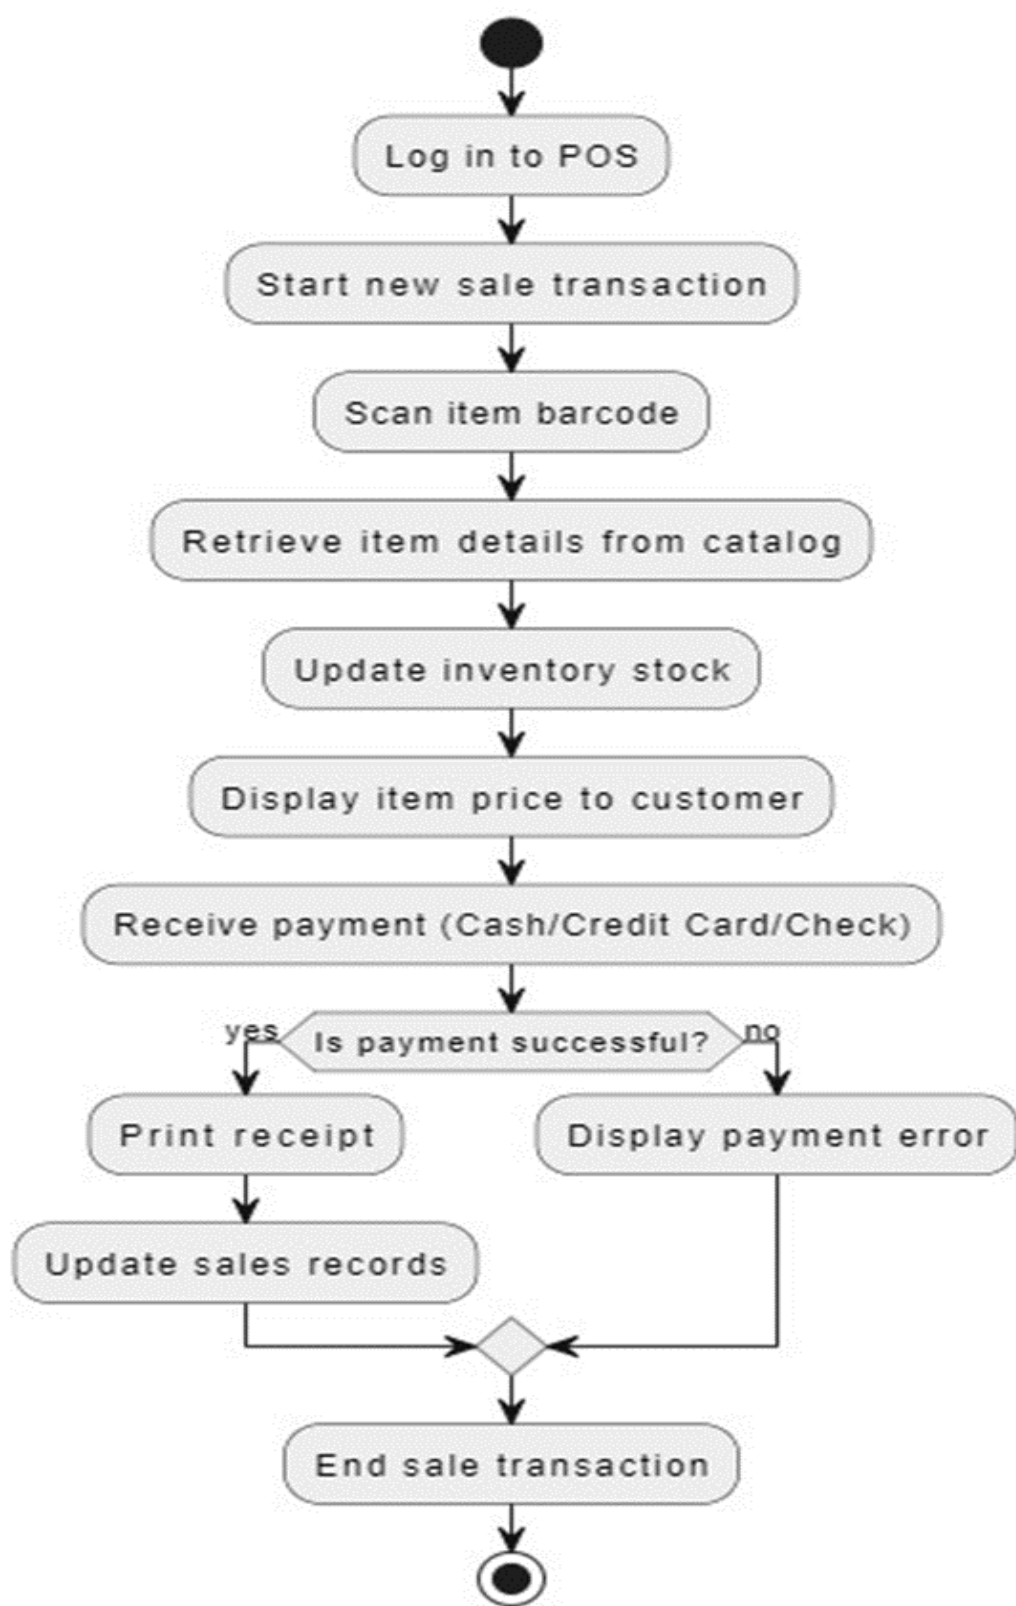 Log in to POS
Start new sale transaction
Scan item barcode
Retrieve item details from catalog
Update inventory stock
Display item price to customer
Receive payment (Cash/Credit Card/Check)
yes
Is payment successful?
no
Print receipt
Display payment error
Update sales records
End sale transaction